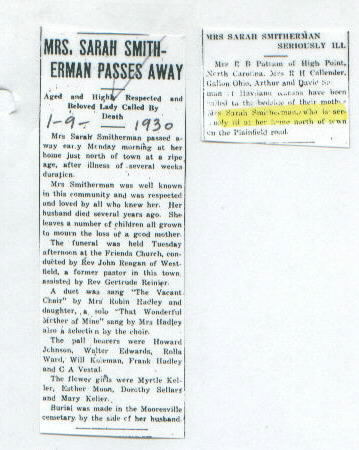 MRS. SARAH SMITH-
ERMAN PASSES AWAY
Aged and Highly Respected and
Beloved Lady Called By
Death
1-9- 1930
Mrs Sarah Smitherman passed a-
way early Monday morning at her
home just north of town at a ripe
age, after illness of several weeks
duration.
Mrs Smitherman was well known
in this community and was respected
and loved by all who knew her. Her
husband died several years ago. She
leaves a number of children all grown
to mourn the loss of a good mother.
The funeral was held Tuesday
afternoon at the Friends Church, con-
ducted by Rev John Reagan of West-
field, a former pastor in this town
assisted by Rev Gertrude Reinier.
A duet was sang "The Vacant
Chair" by Mrs Robin Hadley and
daughter, a solo "That Wonderful
Mother of Mine" sang by Mrs Hadley
also a selection by the choir.
The pall bearers were Howard
Johnson, Walter Edwards, Rolla
Ward, Will Koleman, Frank Hadley
and C A Vestal.
The flower girls were Myrtle Kel-
ler, Esther Moon, Dorothy Sellars
and Mary Keller.
Burial was made in the Mooresville
cemetary by the side of her husband.
MRS SARAH SMITHERMAN
SERIOUSLY ILL
Mrs R B Pattam of High Point,
North Carolina, Mrs R H Callender,
Galion Ohio, Arthur and David
man of Haviland Kansas have been
called to the bedside of their mother
Mrs Sarah Smitherman, who is ser-
iously ill at her home north of town
on the Plainfield road.